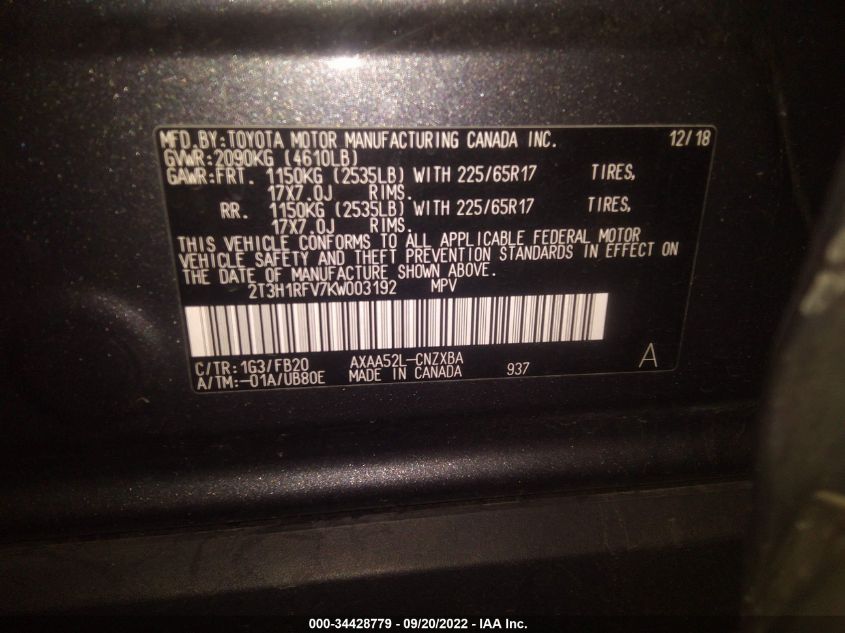 MFD.BY:TOYOTA MOTOR MANUFACTURING CANADA INC. 12/18
GVWR:2090KG (4610LB)
GAWR:FRT. 1150KG (2535LB) WITH 225/65R17 TIRES,
17X7.0J RIMS.
RR. 1150KG (2535LB) WITH 225/65R17 TIRES,
17X7.0J RIMS.
THIS VEHICLE CONFORMS TO ALL APPLICABLE FEDERAL MOTOR
VEHICLE SAFETY AND THEFT PREVENTION STANDARDS IN EFFECT ON
THE DATE OF MANUFACTURE SHOWN ABOVE.
2T3H1RFV7KW003192 MPV
C/TR:1G3/FB20 AXAA52L-CNZXBA
A/TM:-01A/UB80E MADE IN CANADA 937 A
000-34428779 - 09/20/2022 - IAA Inc.